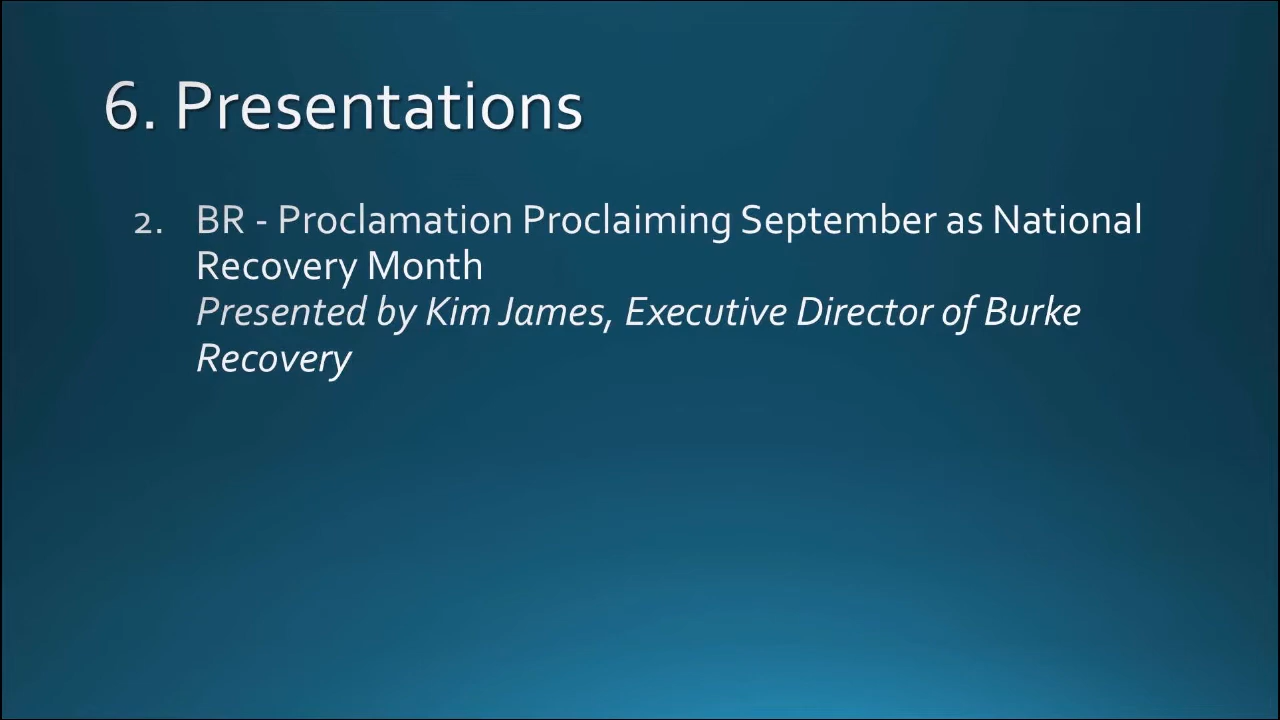 6. Presentations
2. BR - Proclamation Proclaiming September as National
Recovery Month
Presented by Kim James, Executive Director of Burke
Recovery